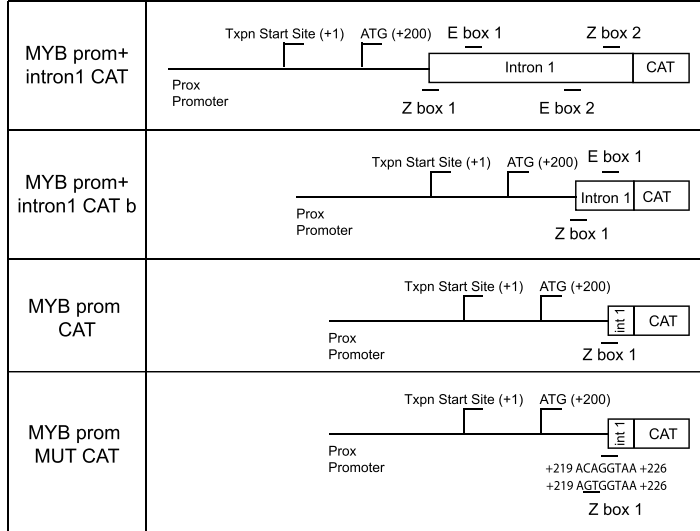 MYB prom+
intron1 CAT
Txpn Start Site (+1)
ATG (+200)
E box 1
Z box 2
Intron 1
CAT
Prox
Promoter
Z box 1
E box 2
MYB prom+
intron1 CAT b
Txpn Start Site (+1)
ATG (+200)
E box 1
Intron 1
CAT
Prox
Promoter
Z box 1
MYB prom
CAT
Txpn Start Site (+1)
ATG (+200)
int 1
CAT
Prox
Promoter
Z box 1
MYB prom
MUT CAT
Txpn Start Site (+1)
ATG (+200)
int 1
CAT
Prox
Promoter
+219 ACAGGTAA +226
+219 AGTGGTAA +226
Z box 1